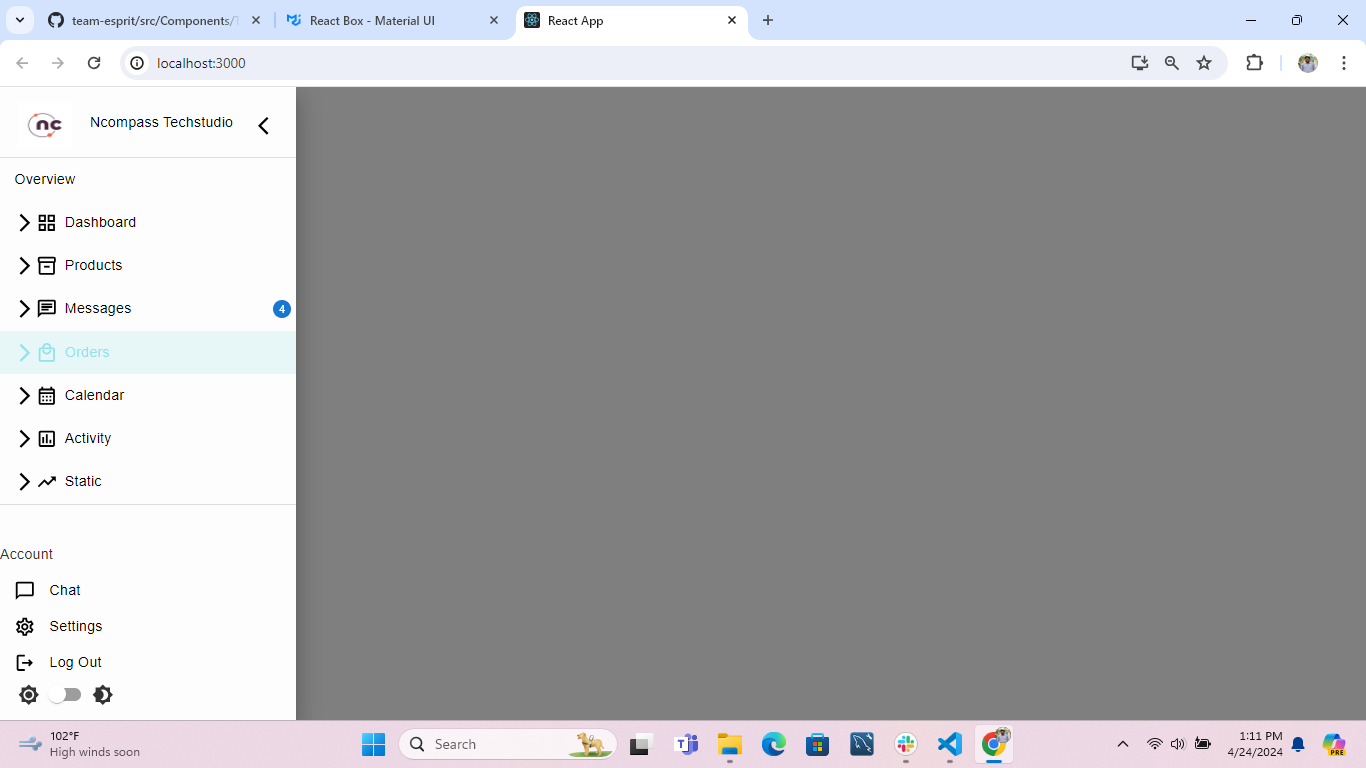 team-esprit/src/Components/T
React Box - Material UI
React App
localhost:3000
nc
Ncompass Techstudio
Overview
Dashboard
Products
Messages
4
Orders
Calendar
Activity
Static
Account
Chat
Settings
Log Out
102°F
High winds soon
Search
PRE
1:11 PM
4/24/2024